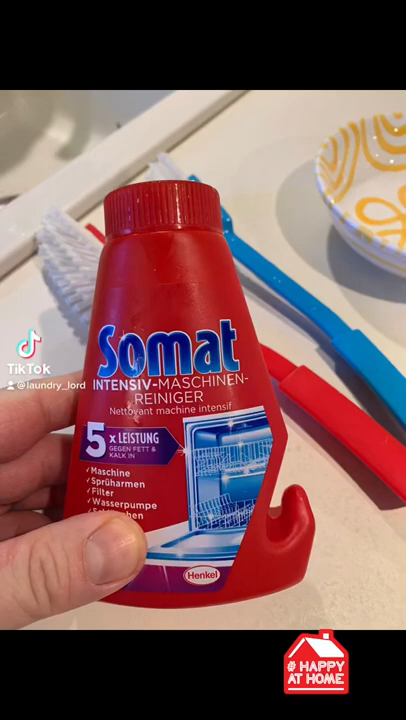 Somat
INTENSIV-MASCHINEN-
REINIGER
Nettoyant machine intensif
5 x LEISTUNG
GEGEN FETT &
KALK IN
✓Maschine
✓Sprüharmen
✓Filter
✓Wasserpumpe
Henkel
TikTok
@laundry_lord
# HAPPY
AT HOME